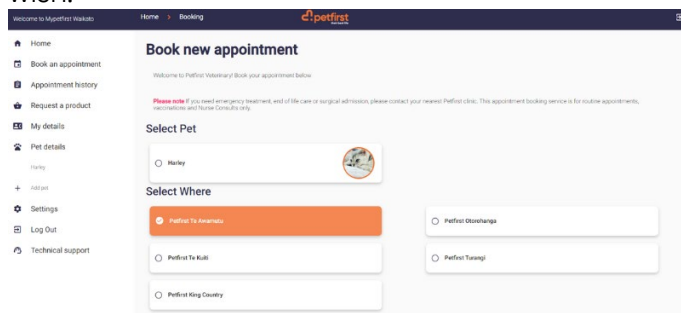 wish.
Welcome to Mypetfirst Waikato
Home > Booking
petfirst
Home
Book an appointment
Appointment history
Request a product
My details
Pet details
Harley
Add pet
Settings
Log Out
Technical support
Book new appointment
Welcome to Petfirst Veterinary! Book your appointment below
Please note if you need emergency treatment, end of life care or surgical admission, please contact your nearest Petfirst clinic. This appointment booking service is for routine appointments,
vaccinations and Nurse Consults only.
Select Pet
Harley
Select Where
Petfirst Te Awamutu
Petfirst Otorohanga
Petfirst Te Kuiti
Petfirst Turangi
Petfirst King Country